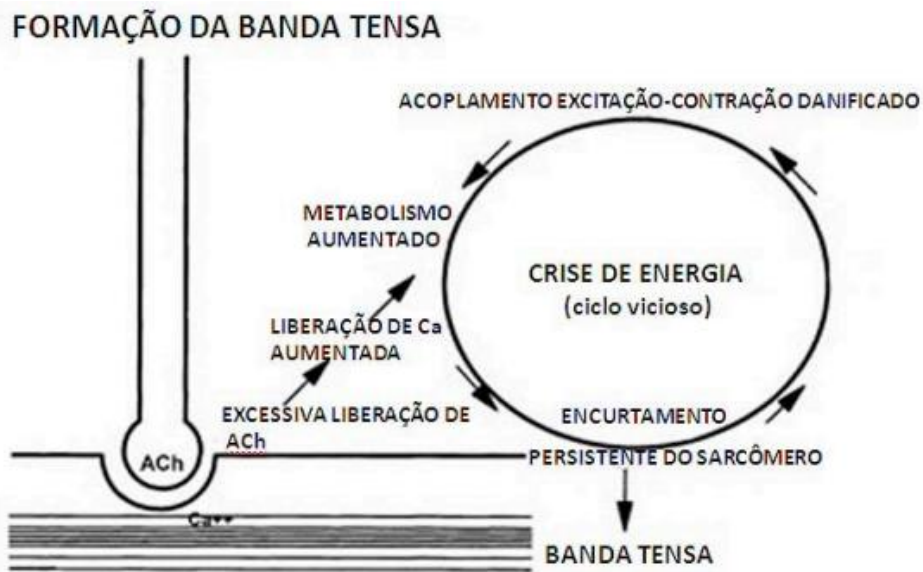 FORMAÇÃO DA BANDA TENSA
ACOPLAMENTO EXCITAÇÃO-CONTRAÇÃO DANIFICADO
METABOLISMO
AUMENTADO
CRISE DE ENERGIA
(ciclo vicioso)
LIBERAÇÃO DE Ca
AUMENTADA
EXCESSIVA LIBERAÇÃO DE
ACh
ENCURTAMENTO
PERSISTENTE DO SARCÔMERO
ACh
Ca++
BANDA TENSA